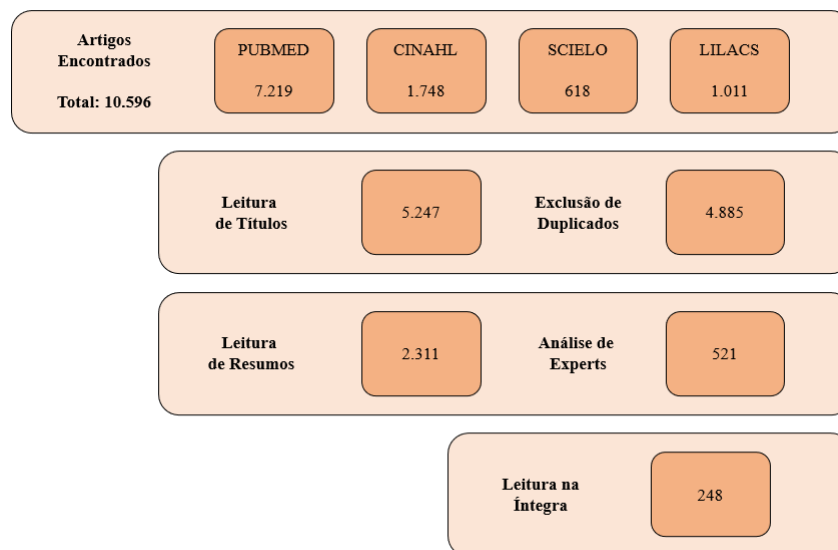 Artigos
Encontrados
Total: 10.596
PUBMED
7.219
CINAHL
1.748
SCIELO
618
LILACS
1.011
Leitura
de Títulos
5.247
Exclusão de
Duplicados
4.885
Leitura
de Resumos
2.311
Análise de
Experts
521
Leitura na
Íntegra
248